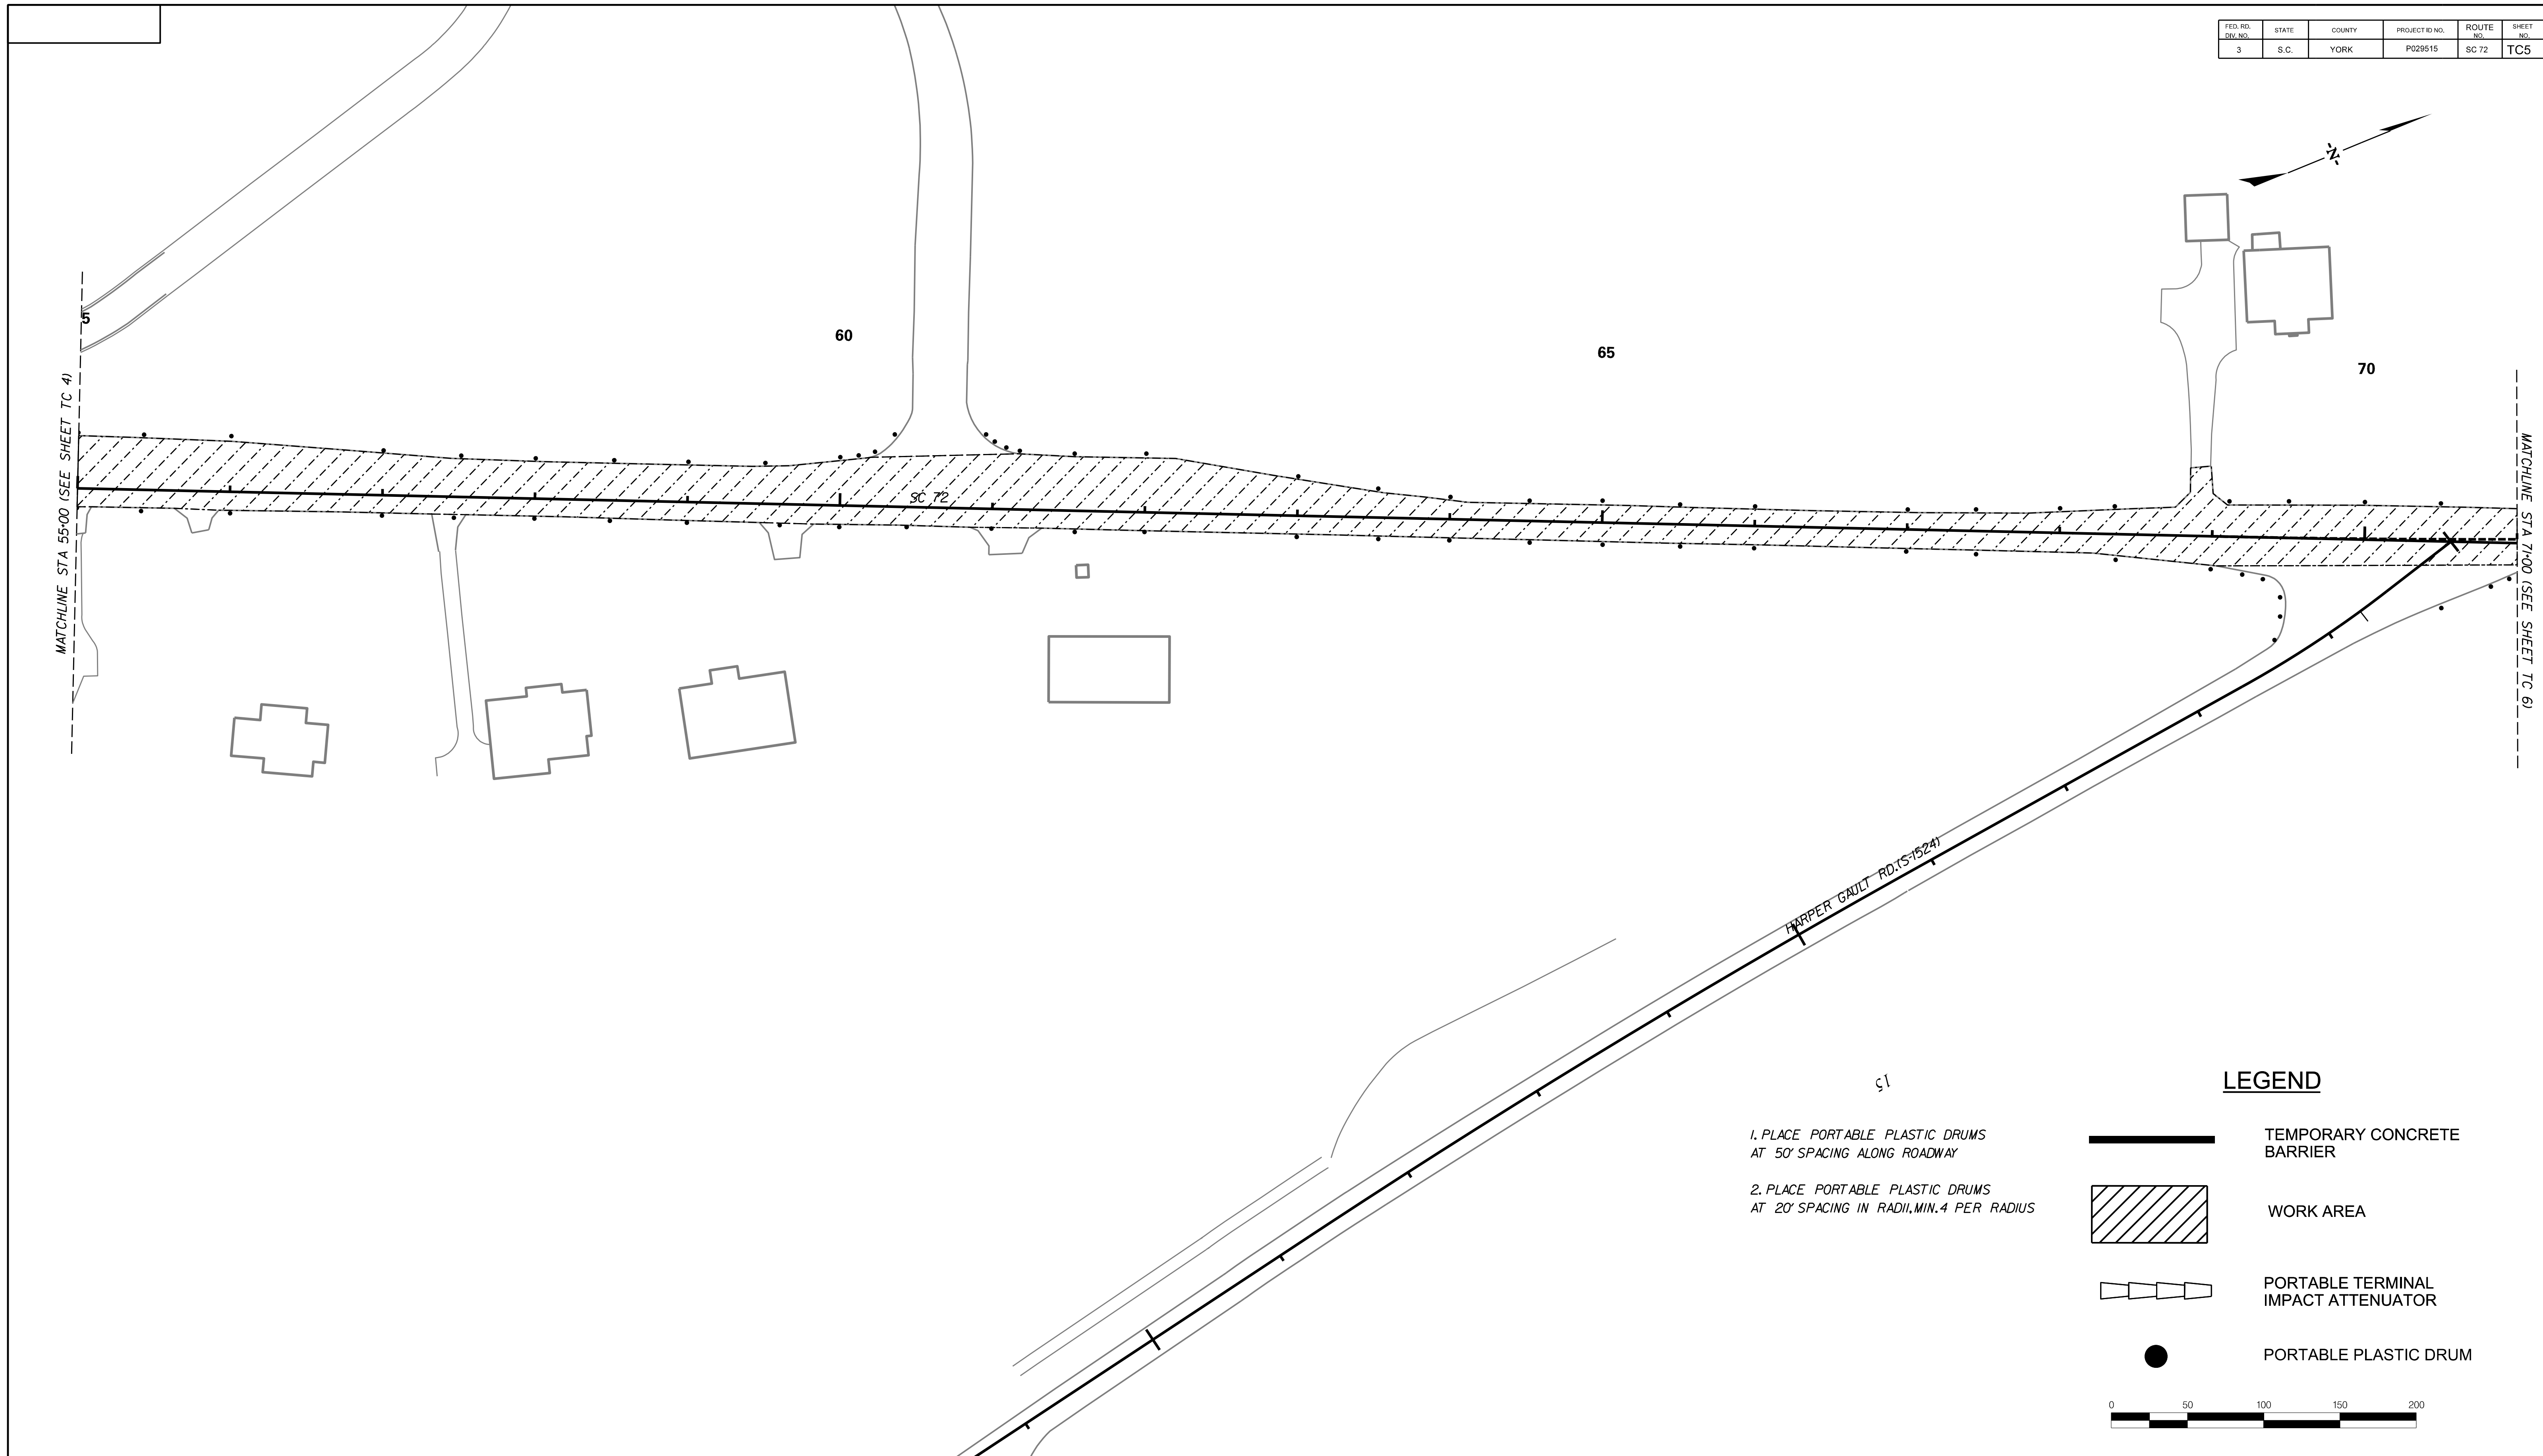 FED. RD. DIV. NO. STATE COUNTY PROJECT ID NO. ROUTE NO. SHEET NO.
3 S.C. YORK P029515 SC 72 TC5
-N-
5
60
65
70
MATCHLINE STA 55+00 (SEE SHEET TC 4)
SC 72
MATCHLINE STA 71+00 (SEE SHEET TC 6)
HARPER GAULT RD.(S-1524)
15
1. PLACE PORTABLE PLASTIC DRUMS
AT 50' SPACING ALONG ROADWAY
2. PLACE PORTABLE PLASTIC DRUMS
AT 20' SPACING IN RADII, MIN. 4 PER RADIUS
LEGEND
TEMPORARY CONCRETE
BARRIER
WORK AREA
PORTABLE TERMINAL
IMPACT ATTENUATOR
PORTABLE PLASTIC DRUM
0 50 100 150 200